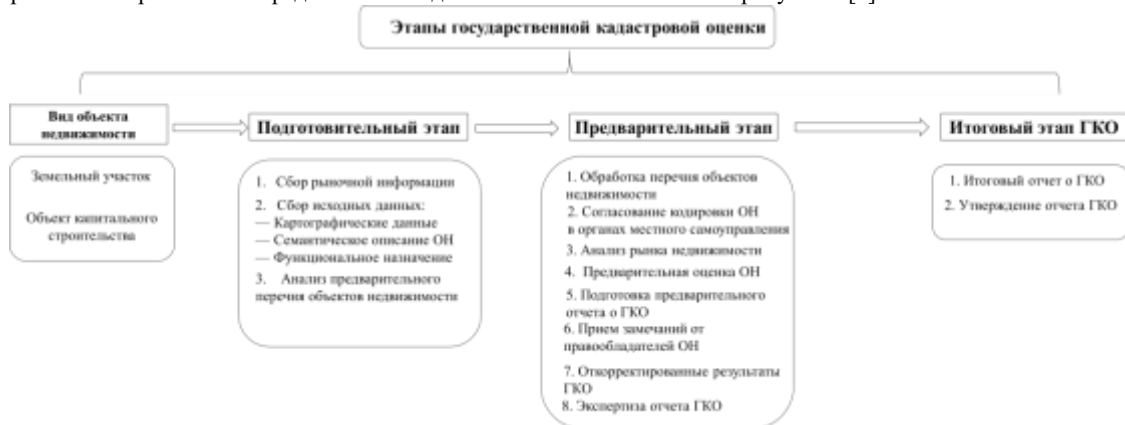 Этапы государственной кадастровой оценки
Вид объекта
недвижимости
Земельный участок
Объект капитального
строительства
Подготовительный этап
1. Сбор рыночной информации
2. Сбор исходных данных:
— Картографические данные
— Семантическое описание ОН
— Функциональное назначение
3. Анализ предварительного
перечня объектов недвижимости
Предварительный этап
1. Обработка перечня объектов
недвижимости
2. Согласование кодировки ОН
в органах местного самоуправления
3. Анализ рынка недвижимости
4. Предварительная оценка ОН
5. Подготовка предварительного
отчета о ГКО
6. Прием замечаний от
правообладателей ОН
7. Откорректированные результаты
ГКО
8. Экспертиза отчета ГКО
Итоговый этап ГКО
1. Итоговый отчет о ГКО
2. Утверждение отчета ГКО